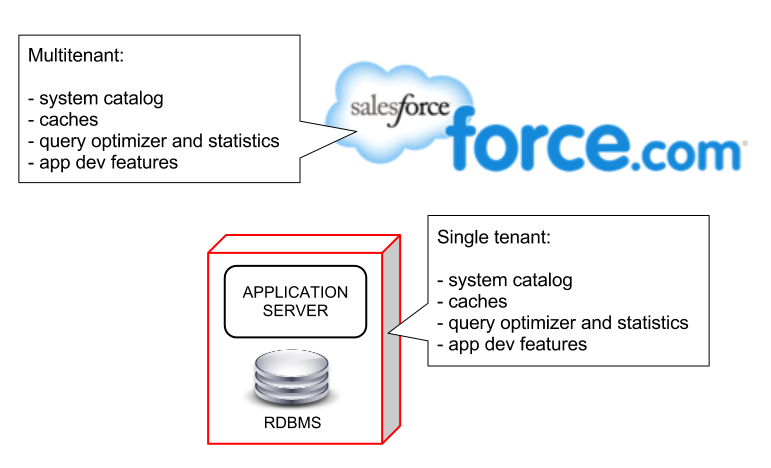 Multitenant:
- system catalog
- caches
- query optimizer and statistics
- app dev features
salesforce
force.com
Single tenant:
- system catalog
- caches
- query optimizer and statistics
- app dev features
APPLICATION
SERVER
RDBMS